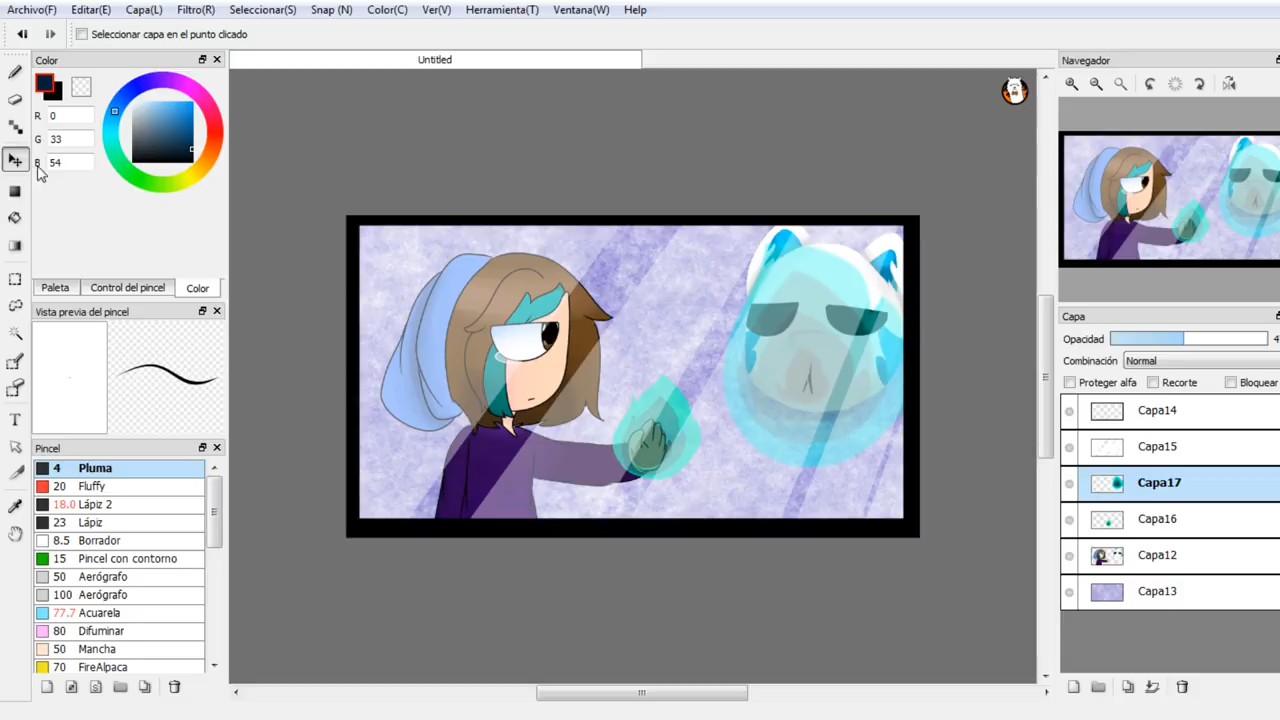 Archivo(F) Editar(E) Capa(L) Filtro(R) Seleccionar(S) Snap (N) Color(C) Ver(V) Herramienta(T) Ventana(W) Help
Seleccionar capa en el punto clicado
Color
Untitled
Navegador
R 0
G 33
B 54
Paleta Control del pincel Color
Vista previa del pincel
Capa
Opacidad 4
Combinación Normal
Proteger alfa Recorte Bloquear
Capa14
Capa15
Capa17
Capa16
Capa12
Capa13
Pincel
4 Pluma
20 Fluffy
18.0 Lápiz 2
23 Lápiz
8.5 Borrador
15 Pincel con contorno
50 Aerógrafo
100 Aerógrafo
77.7 Acuarela
80 Difuminar
50 Mancha
70 FireAlpaca